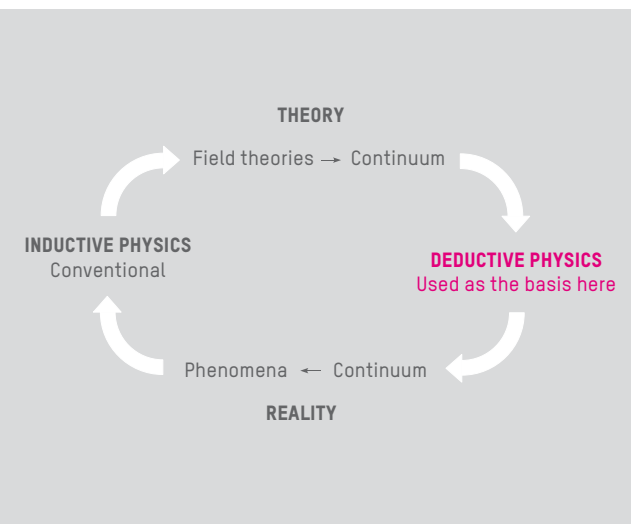 THEORY
Field theories → Continuum
INDUCTIVE PHYSICS
Conventional
DEDUCTIVE PHYSICS
Used as the basis here
Phenomena ← Continuum
REALITY